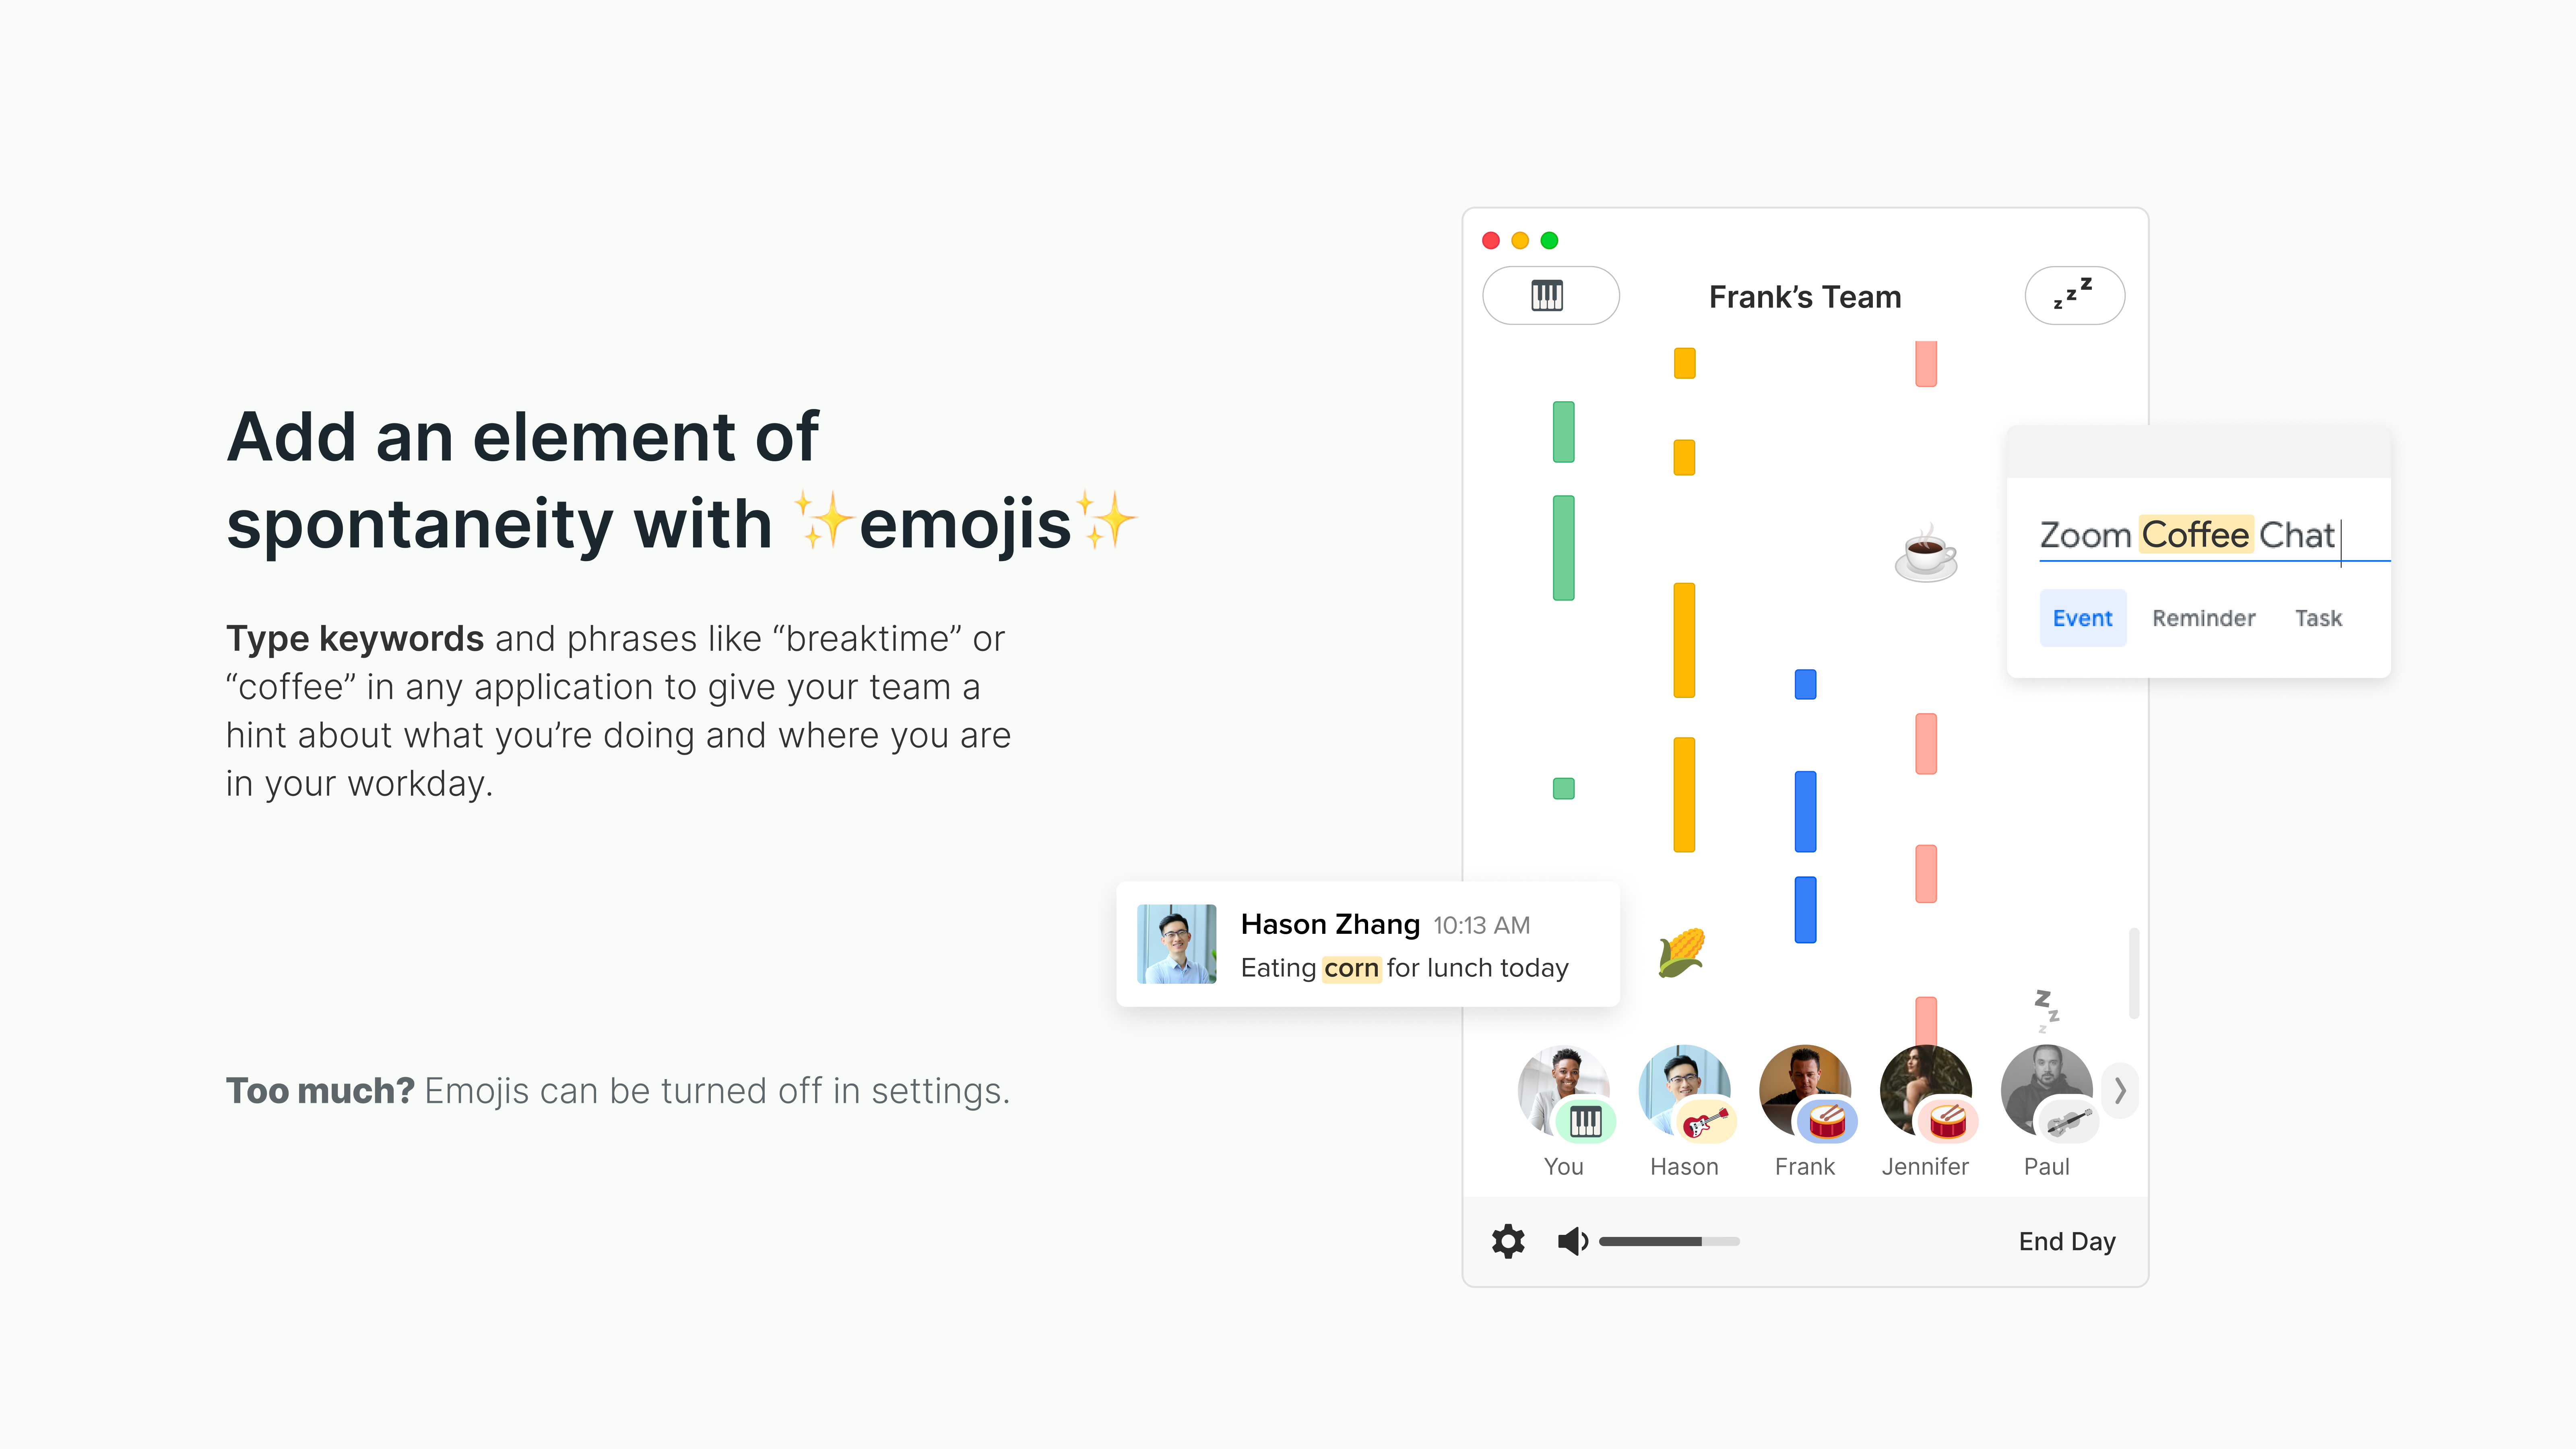 Add an element of
spontaneity with ✨emojis✨
Type keywords and phrases like “breaktime” or
“coffee” in any application to give your team a
hint about what you’re doing and where you are
in your workday.
Too much? Emojis can be turned off in settings.
Frank’s Team
z z z
Zoom Coffee Chat
Event Reminder Task
Hason Zhang 10:13 AM
Eating corn for lunch today
z
z
z
You Hason Frank Jennifer Paul
End Day